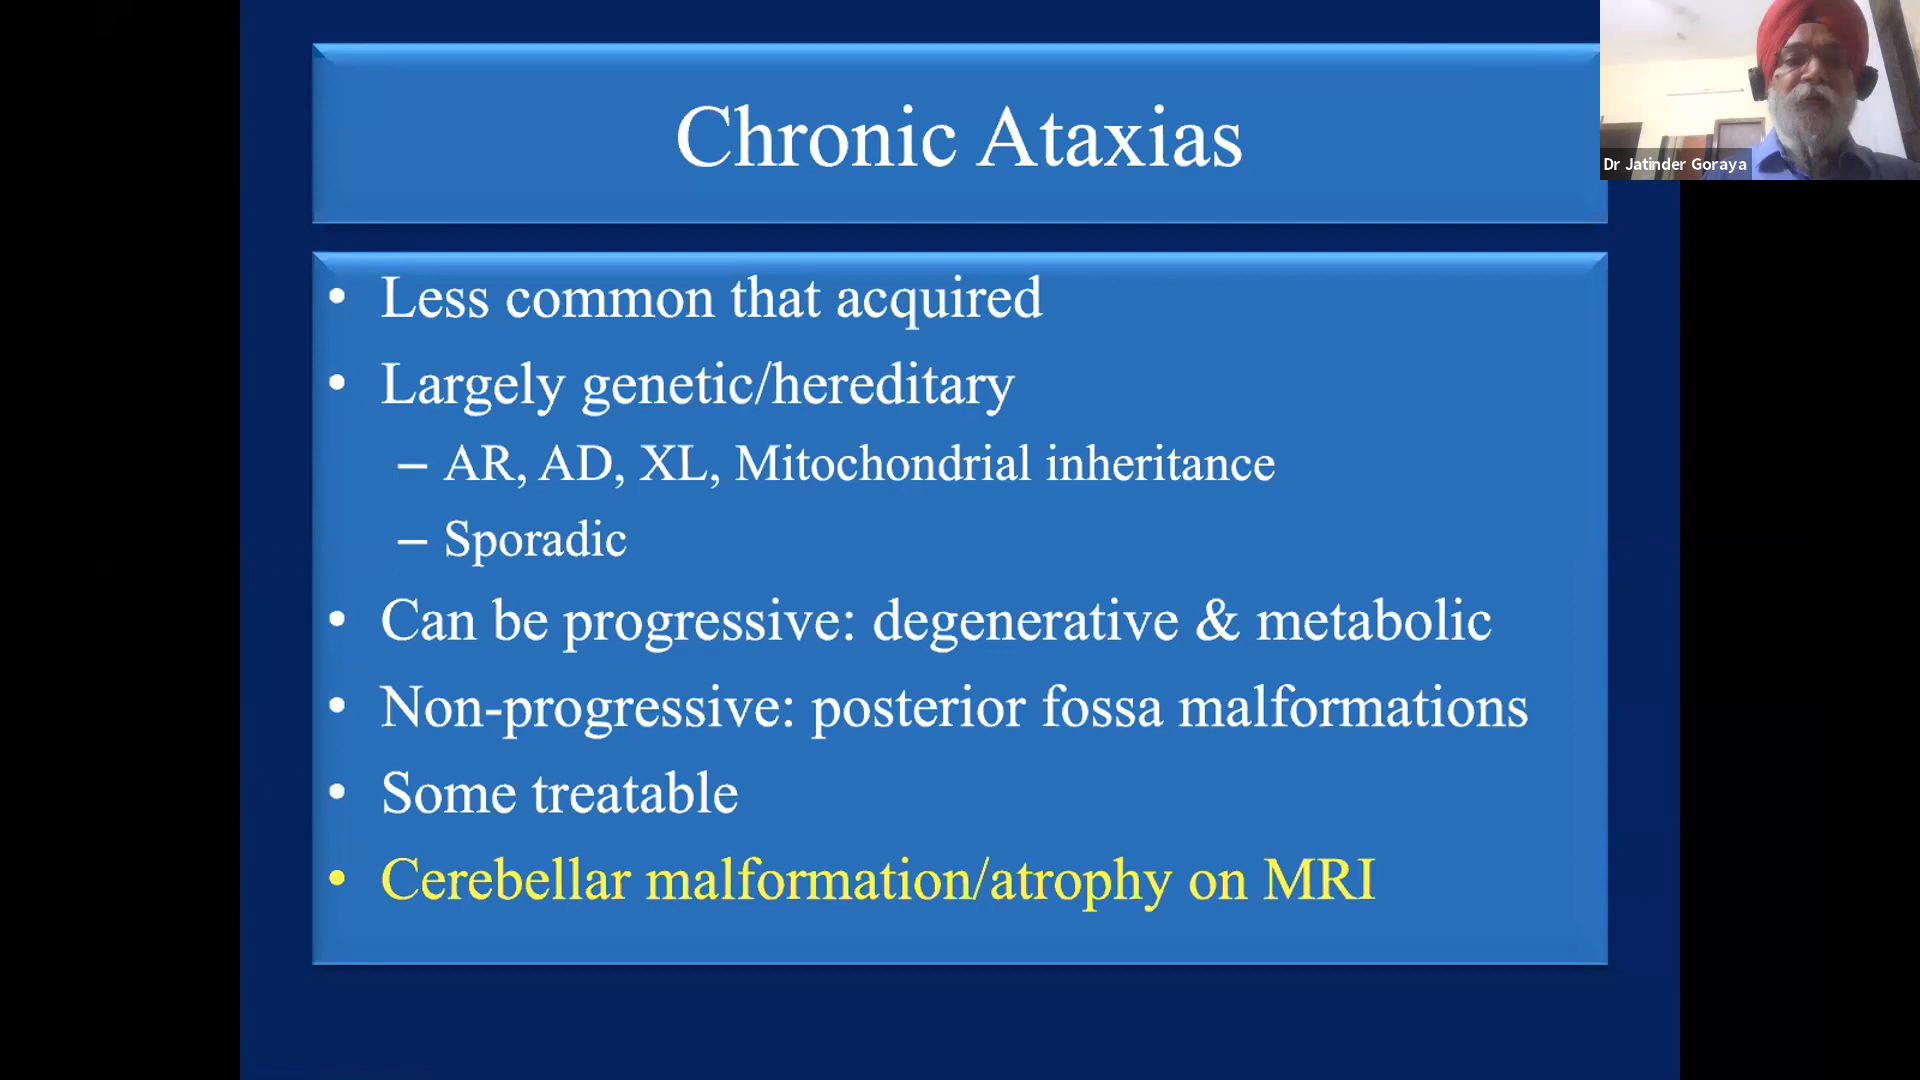 Chronic Ataxias
Dr Jatinder Goraya
• Less common that acquired
• Largely genetic/hereditary
– AR, AD, XL, Mitochondrial inheritance
– Sporadic
• Can be progressive: degenerative & metabolic
• Non-progressive: posterior fossa malformations
• Some treatable
• Cerebellar malformation/atrophy on MRI